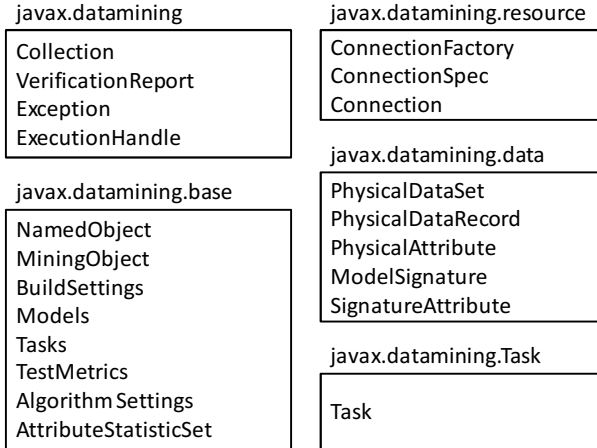 javax.datamining
Collection
VerificationReport
Exception
ExecutionHandle
javax.datamining.base
NamedObject
MiningObject
BuildSettings
Models
Tasks
TestMetrics
Algorithm Settings
AttributeStatisticSet
javax.datamining.resource
ConnectionFactory
ConnectionSpec
Connection
javax.datamining.data
PhysicalDataSet
PhysicalDataRecord
PhysicalAttribute
ModelSignature
SignatureAttribute
javax.datamining.Task
Task